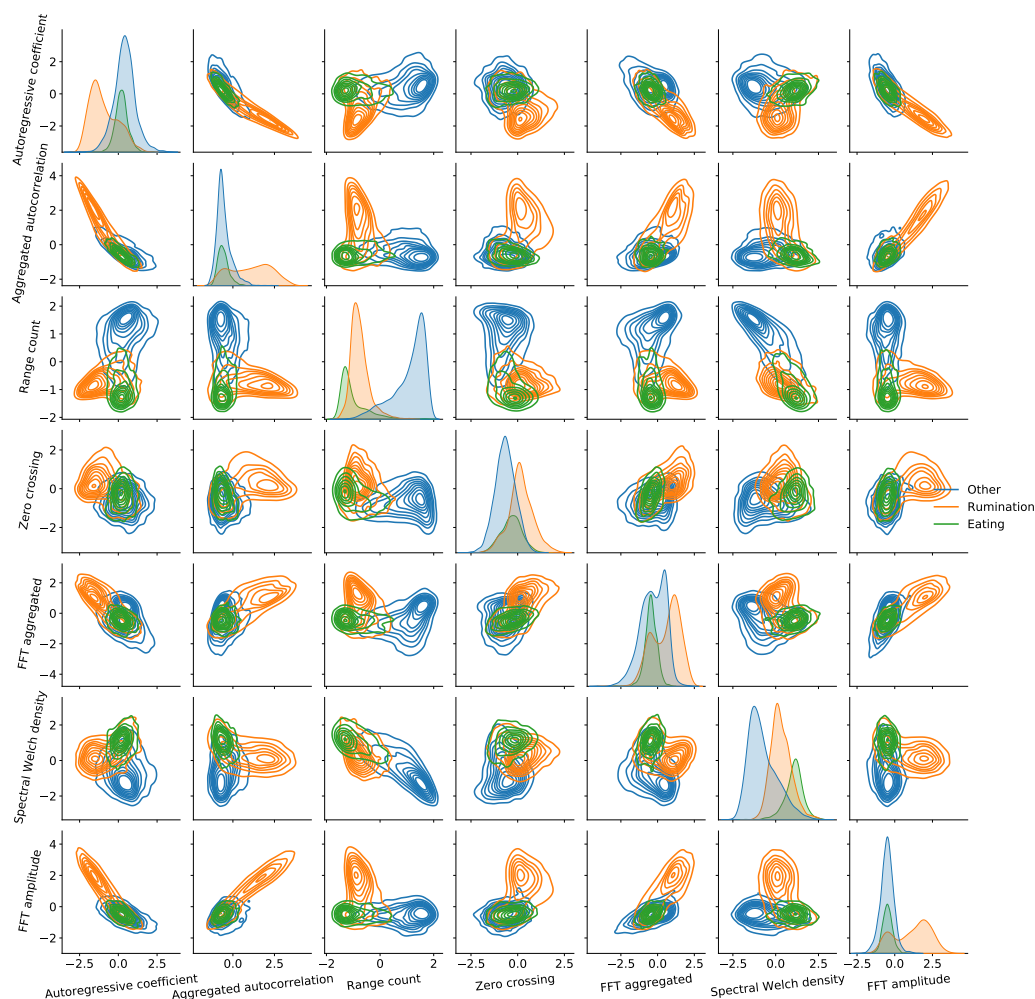 Autoregressive coefficient
2
0
−2
Aggregated autocorrelation
4
2
0
−2
Range count
2
1
0
−1
−2
Zero crossing
2
0
−2
Other
Rumination
Eating
FFT aggregated
2
0
−2
−4
Spectral Welch density
2
0
−2
FFT amplitude
4
2
0
−2
−2.5 0.0 2.5 0.0 2.5 −2 0 2 −2.5 0.0 2.5 −2.5 0.0 2.5 −2.5 0.0 2.5 0.0 2.5
Autoregressive coefficient Aggregated autocorrelation Range count Zero crossing FFT aggregated Spectral Welch density FFT amplitude